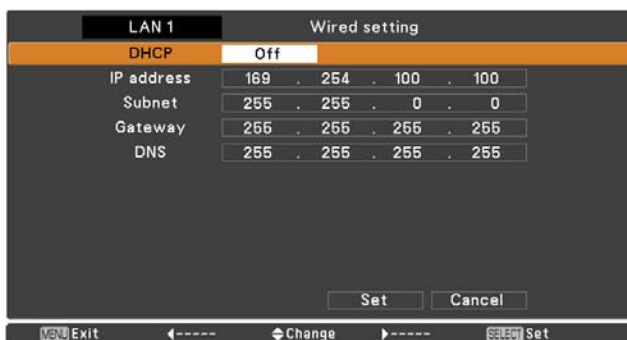 LAN 1 Wired setting
DHCP Off
IP address 169 . 254 . 100 . 100
Subnet 255 . 255 . 0 . 0
Gateway 255 . 255 . 255 . 255
DNS 255 . 255 . 255 . 255
Set Cancel
MENU Exit ◀----- Change ▶----- SELECT Set